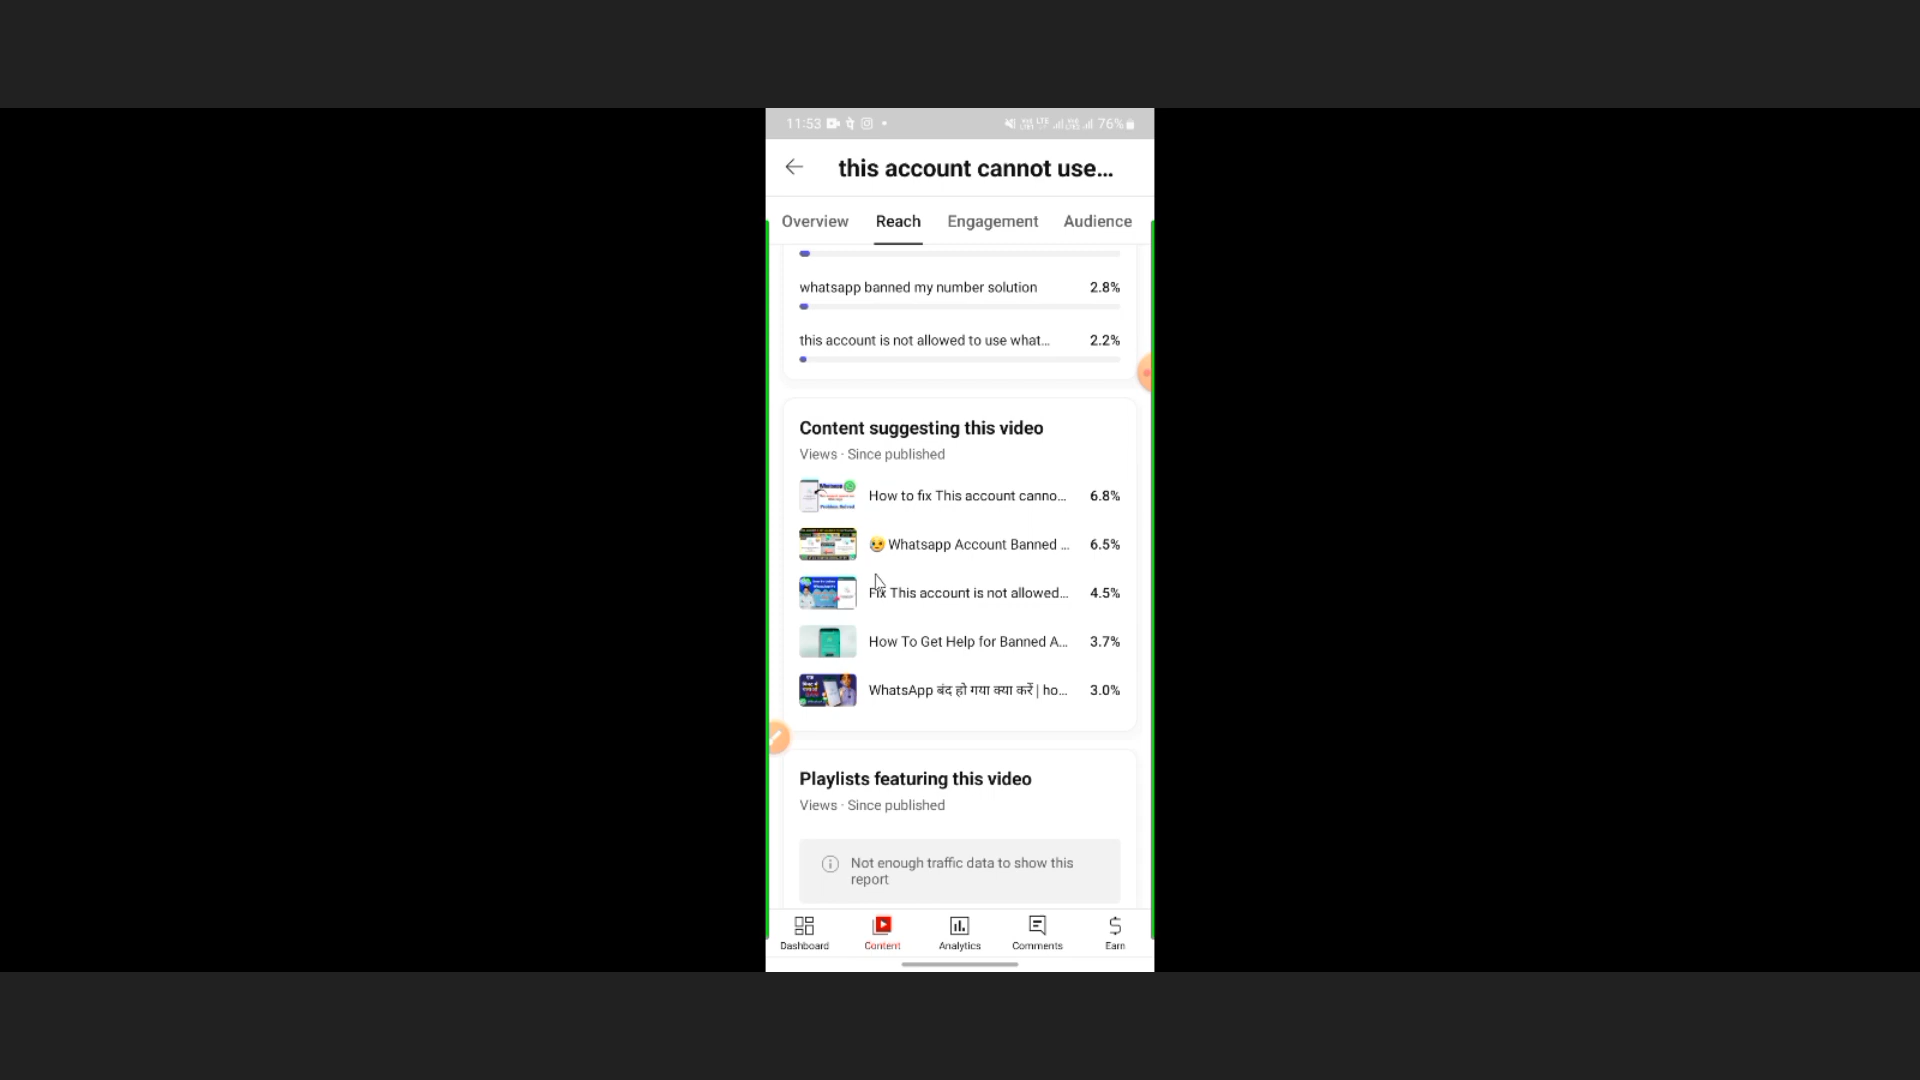 11:53 76%
this account cannot use...
Overview Reach Engagement Audience
whatsapp banned my number solution 2.8%
this account is not allowed to use what... 2.2%
Content suggesting this video
Views · Since published
How to fix This account canno... 6.8%
😥 Whatsapp Account Banned ... 6.5%
Fix This account is not allowed... 4.5%
How To Get Help for Banned A... 3.7%
WhatsApp बंद हो गया क्या करें | ho... 3.0%
Playlists featuring this video
Views · Since published
Not enough traffic data to show this
report
Dashboard Content Analytics Comments Earn